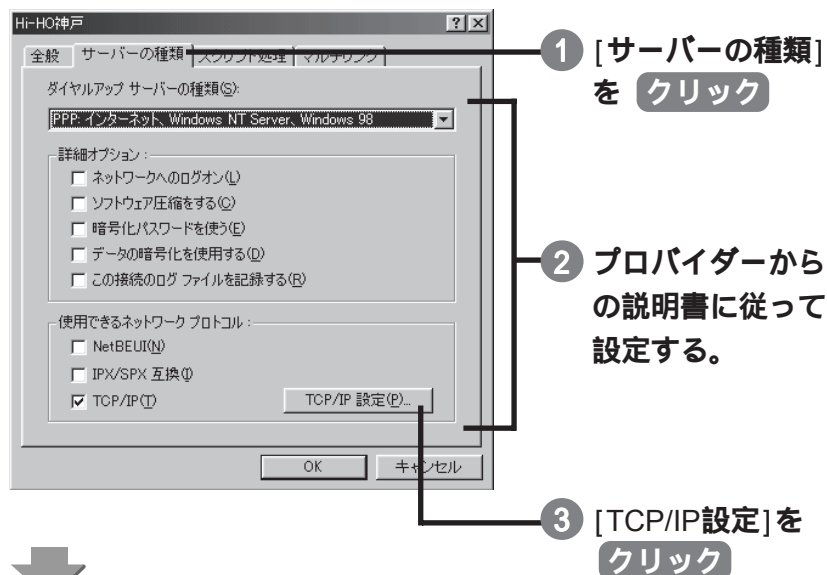 Hi-HO神戸
全般 サーバーの種類 スクリプト処理 マルチリンク
ダイヤルアップ サーバーの種類(S):
PPP: インターネット、Windows NT Server、Windows 98
詳細オプション:
ネットワークへのログオン(L)
ソフトウェア圧縮をする(C)
暗号化パスワードを使う(E)
データの暗号化を使用する(D)
この接続のログ ファイルを記録する(R)
使用できるネットワーク プロトコル:
NetBEUI(N)
IPX/SPX 互換(I)
TCP/IP(T)
TCP/IP 設定(P)...
OK
キャンセル
1 [サーバーの種類]
を クリック
2 プロバイダーから
の説明書に従って
設定する。
3 [TCP/IP設定]を
クリック